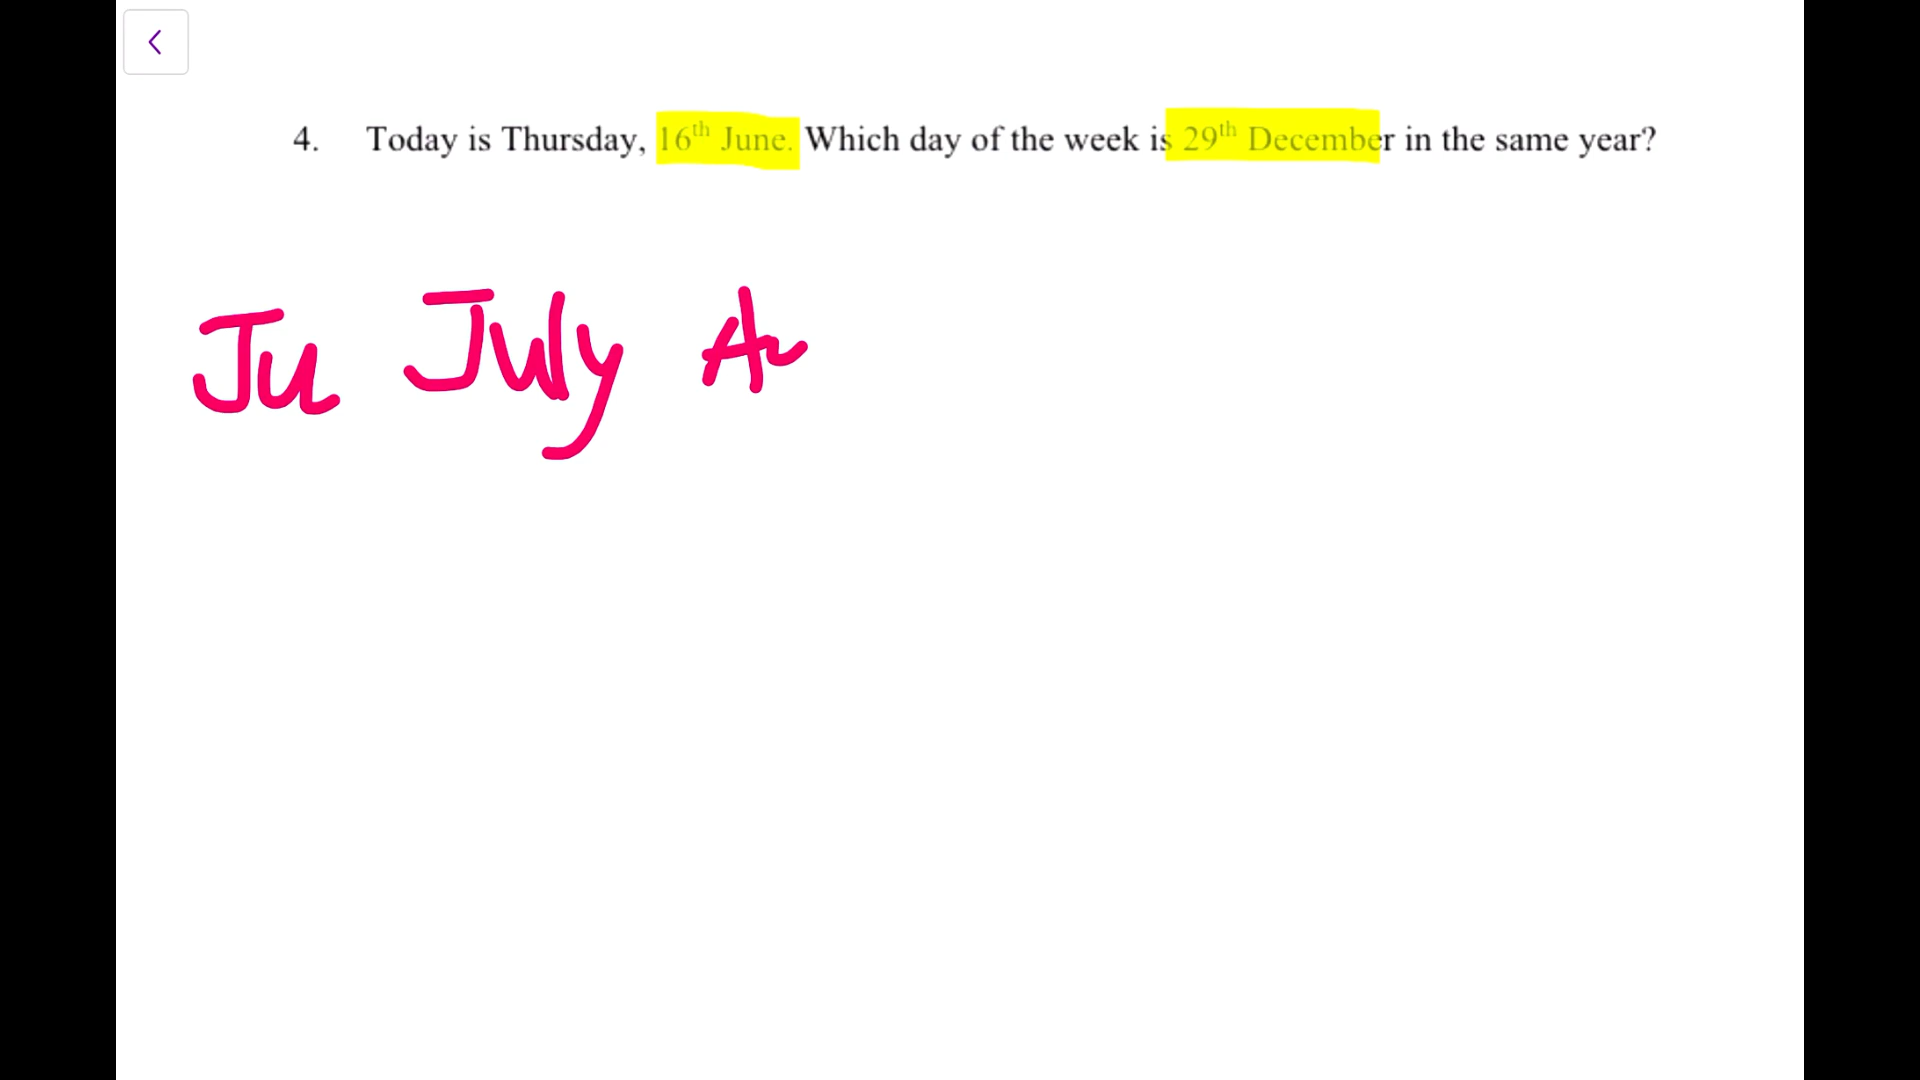 4. Today is Thursday, 16th June. Which day of the week is 29th December in the same year?
Ju July Au